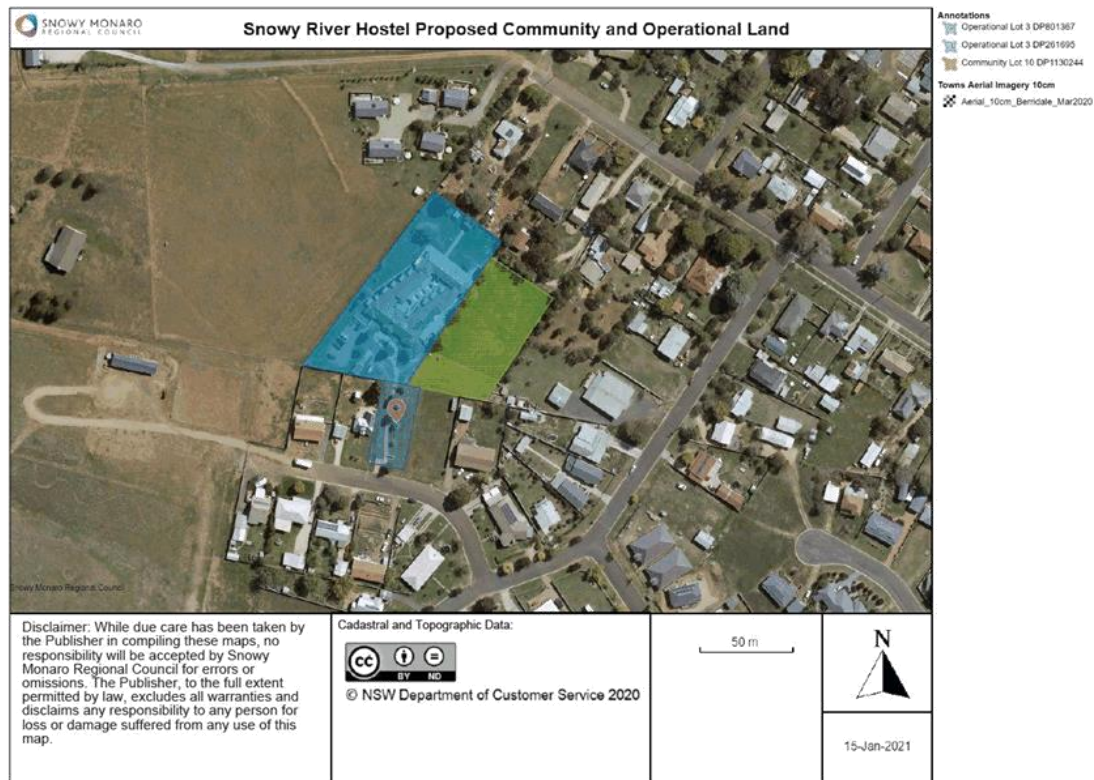 SNOWY MONARO
REGIONAL COUNCIL
Snowy River Hostel Proposed Community and Operational Land
Annotations
Operational Lot 3 DP801367
Operational Lot 3 DP261695
Community Lot 10 DP1130244
Towns Aerial Imagery 10cm
Aerial_10cm_Berridale_Mar2020
Snowy Monaro Regional Council
Disclaimer: While due care has been taken by
the Publisher in compiling these maps, no
responsibility will be accepted by Snowy
Monaro Regional Council for errors or
omissions. The Publisher, to the full extent
permitted by law, excludes all warranties and
disclaims any responsibility to any person for
loss or damage suffered from any use of this
map.
Cadastral and Topographic Data:
cc
BY ND
© NSW Department of Customer Service 2020
50 m
N
15-Jan-2021